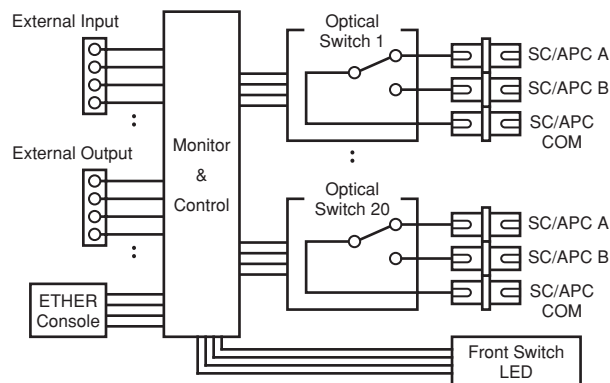 External Input
External Output
ETHER
Console
Monitor
&
Control
Optical
Switch 1
SC/APC A
SC/APC B
SC/APC
COM
Optical
Switch 20
SC/APC A
SC/APC B
SC/APC
COM
Front Switch
LED